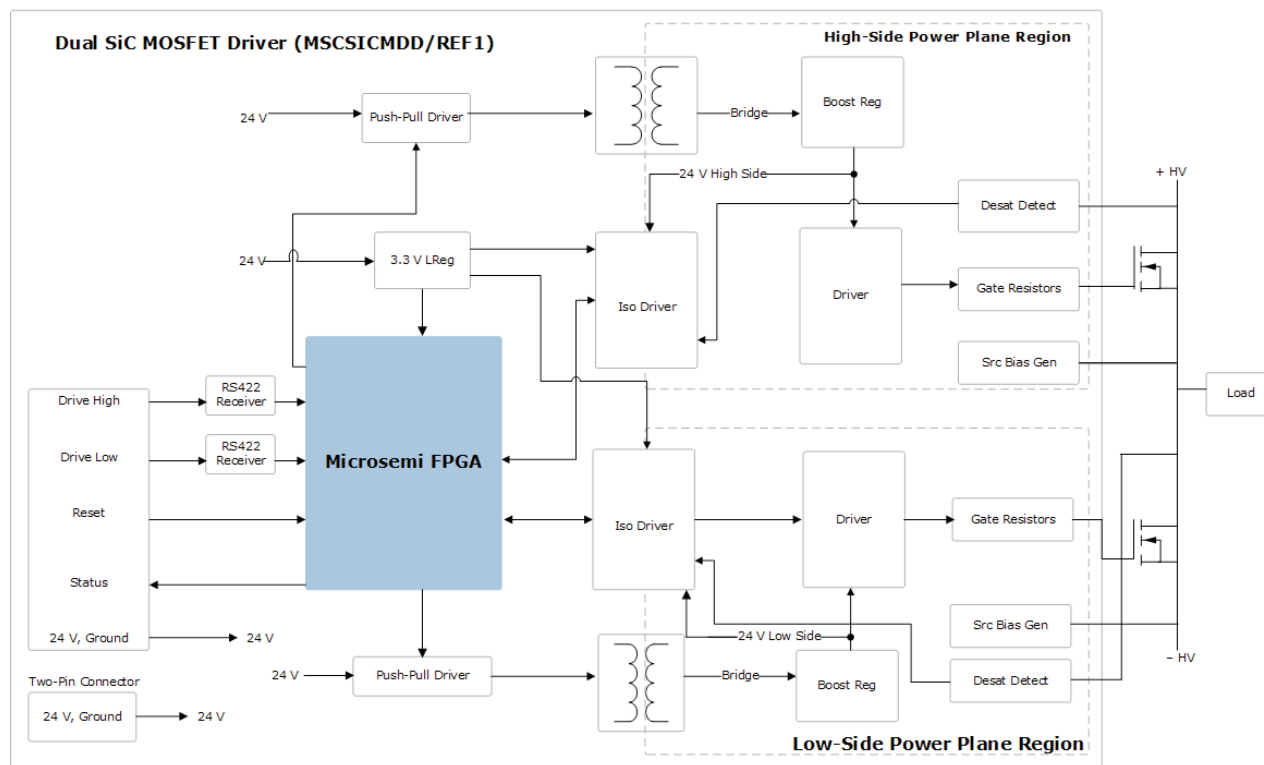 Dual SiC MOSFET Driver (MSCSICMDD/REF1)
High-Side Power Plane Region
24 V
Push-Pull Driver
Bridge
Boost Reg
24 V High Side
+ HV
Desat Detect
24 V
3.3 V LReg
Iso Driver
Driver
Gate Resistors
Src Bias Gen
Load
Drive High
RS422
Receiver
Drive Low
RS422
Receiver
Microsemi FPGA
Reset
Status
24 V, Ground
24 V
Iso Driver
Driver
Gate Resistors
Src Bias Gen
24 V Low Side
- HV
Two-Pin Connector
24 V, Ground
24 V
24 V
Push-Pull Driver
Bridge
Boost Reg
Desat Detect
Low-Side Power Plane Region